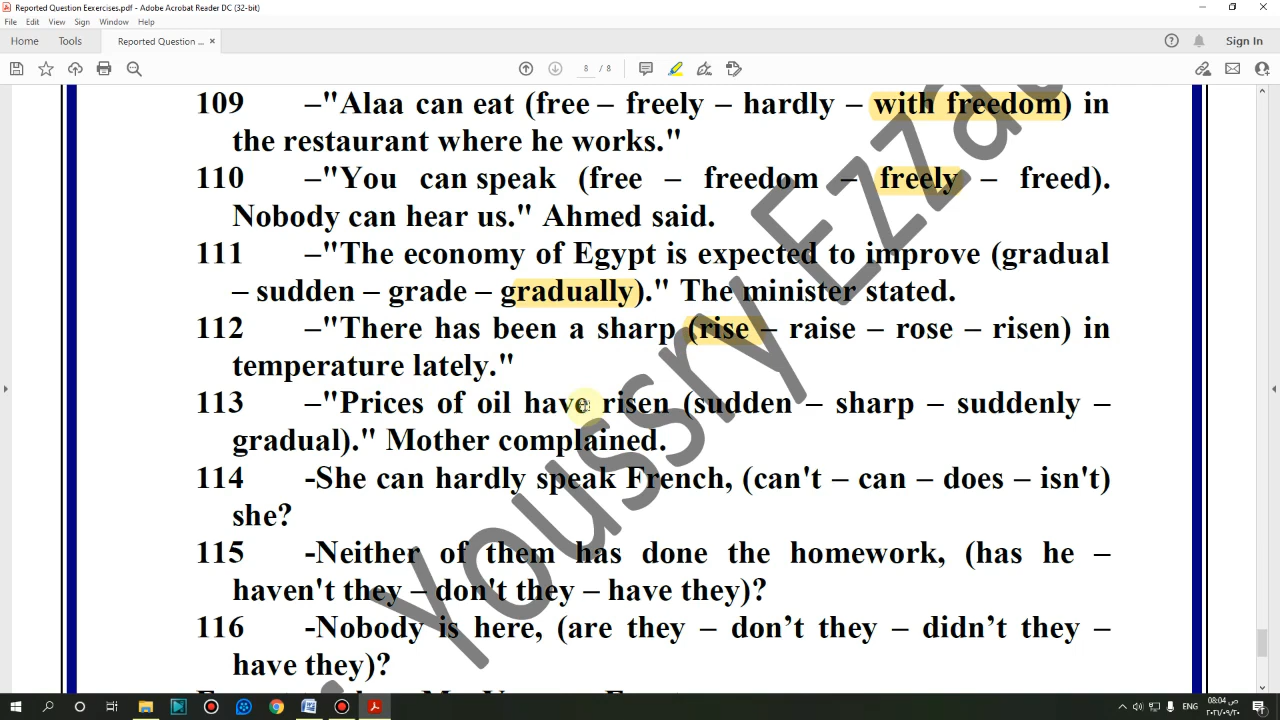 Reported Question Exercises.pdf - Adobe Acrobat Reader DC (32-bit)
File Edit View Sign Window Help
Home Tools Reported Question ... × Sign In
8 / 8
109 –"Alaa can eat (free – freely – hardly – with freedom) in
the restaurant where he works."
110 –"You can speak (free – freedom – freely – freed).
Nobody can hear us." Ahmed said.
111 –"The economy of Egypt is expected to improve (gradual
– sudden – grade – gradually)." The minister stated.
112 –"There has been a sharp (rise – raise – rose – risen) in
temperature lately."
113 –"Prices of oil have risen (sudden – sharp – suddenly –
gradual)." Mother complained.
114 -She can hardly speak French, (can't – can – does – isn't)
she?
115 -Neither of them has done the homework, (has he –
haven't they – don't they – have they)?
116 -Nobody is here, (are they – don’t they – didn’t they –
have they)?
Youssry Ezza
ENG
08:04 ص
٢٠٢١/٠٩/٢٠